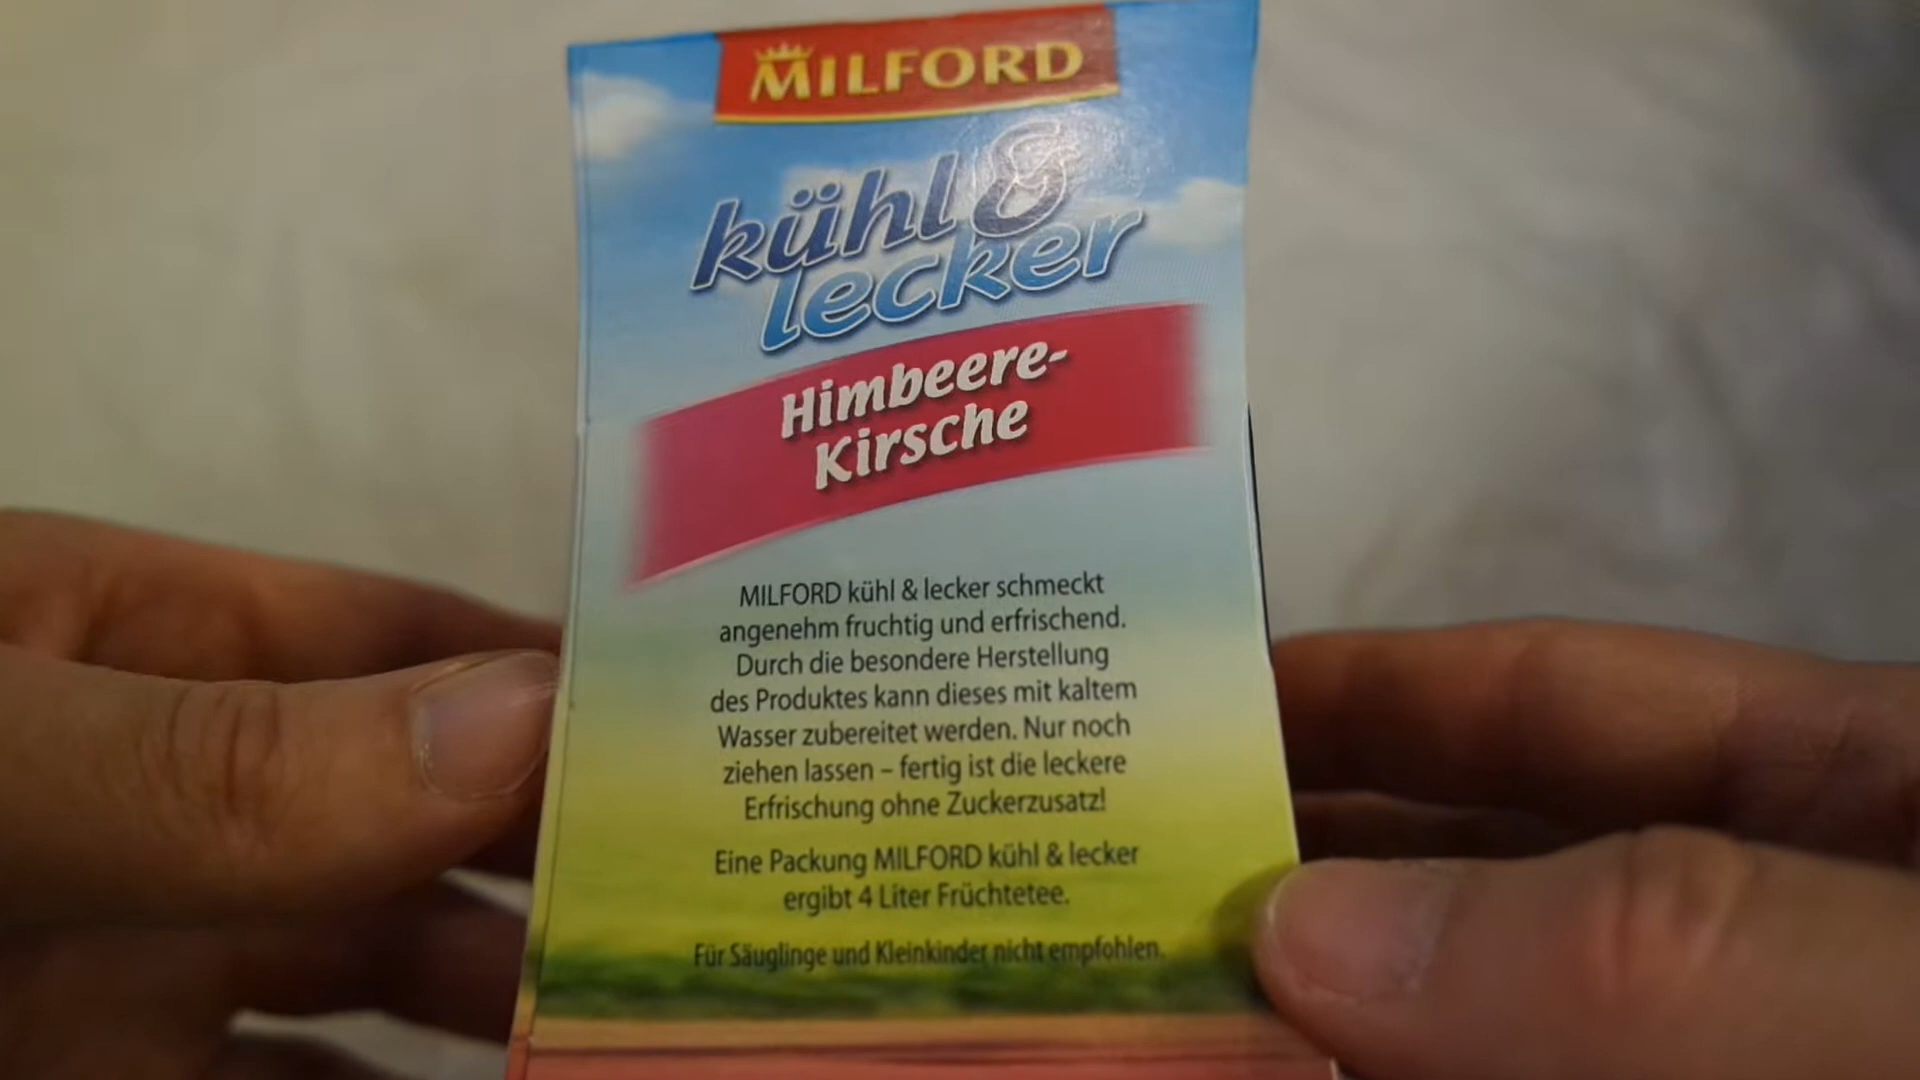 MILFORD
kühl &
lecker
Himbeere-
Kirsche
MILFORD kühl & lecker schmeckt
angenehm fruchtig und erfrischend.
Durch die besondere Herstellung
des Produktes kann dieses mit kaltem
Wasser zubereitet werden. Nur noch
ziehen lassen – fertig ist die leckere
Erfrischung ohne Zuckerzusatz!
Eine Packung MILFORD kühl & lecker
ergibt 4 Liter Früchtetee.
Für Säuglinge und Kleinkinder nicht empfohlen.